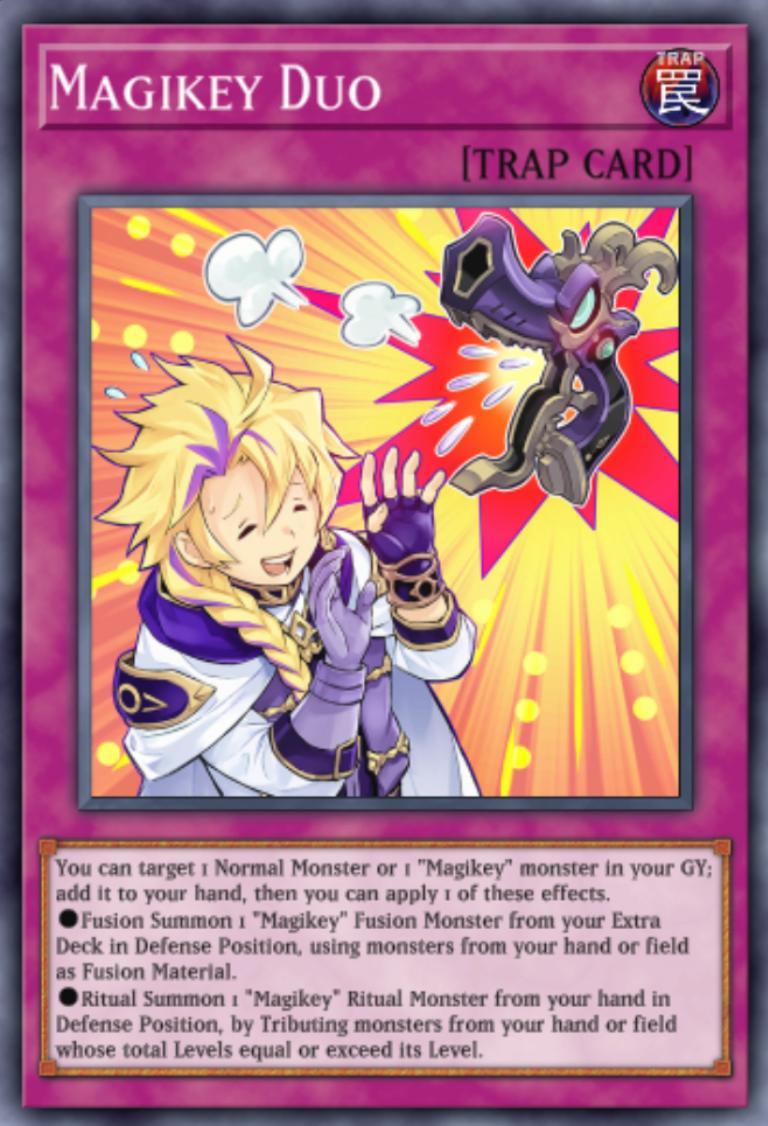 MAGIKEY DUO
TRAP
罠
[TRAP CARD]
You can target 1 Normal Monster or 1 "Magikey" monster in your GY;
add it to your hand, then you can apply 1 of these effects.
●Fusion Summon 1 "Magikey" Fusion Monster from your Extra
Deck in Defense Position, using monsters from your hand or field
as Fusion Material.
●Ritual Summon 1 "Magikey" Ritual Monster from your hand in
Defense Position, by Tributing monsters from your hand or field
whose total Levels equal or exceed its Level.